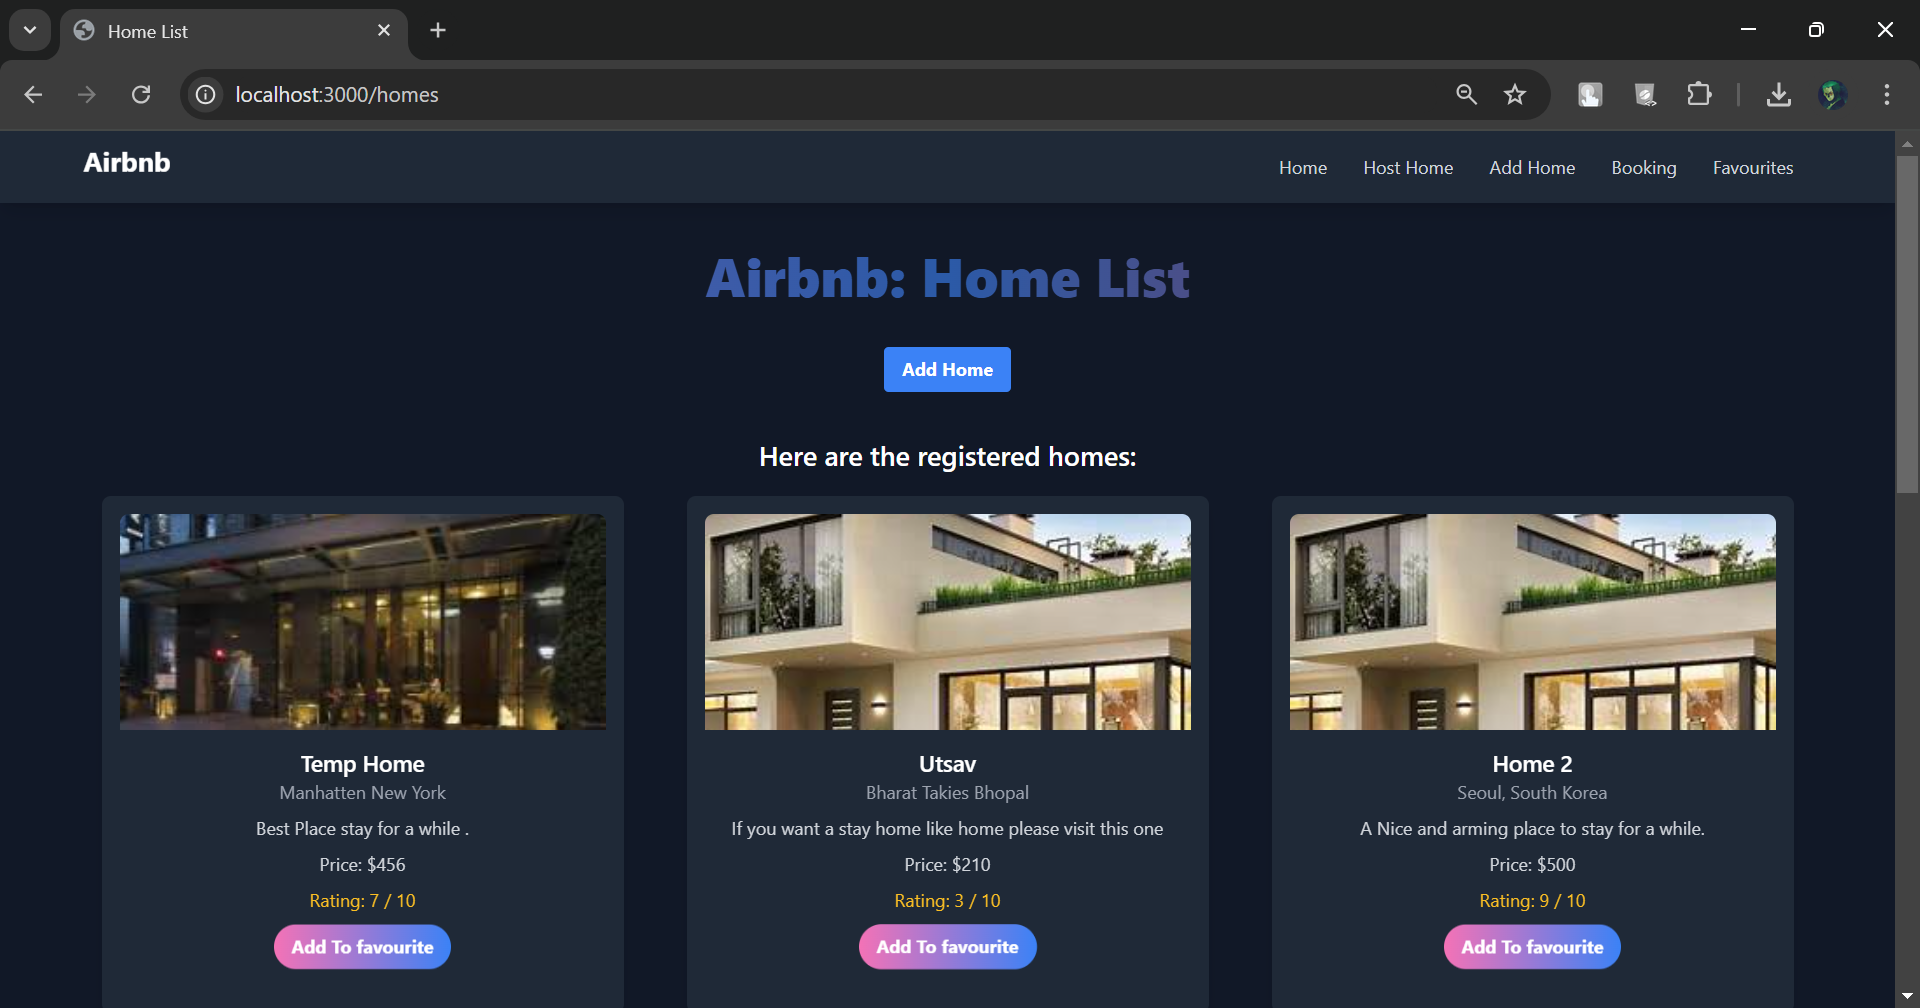 Home List
localhost:3000/homes
Airbnb
Home Host Home Add Home Booking Favourites
Airbnb: Home List
Add Home
Here are the registered homes:
Temp Home
Manhatten New York
Best Place stay for a while .
Price: $456
Rating: 7 / 10
Add To favourite
Utsav
Bharat Takies Bhopal
If you want a stay home like home please visit this one
Price: $210
Rating: 3 / 10
Add To favourite
Home 2
Seoul, South Korea
A Nice and arming place to stay for a while.
Price: $500
Rating: 9 / 10
Add To favourite